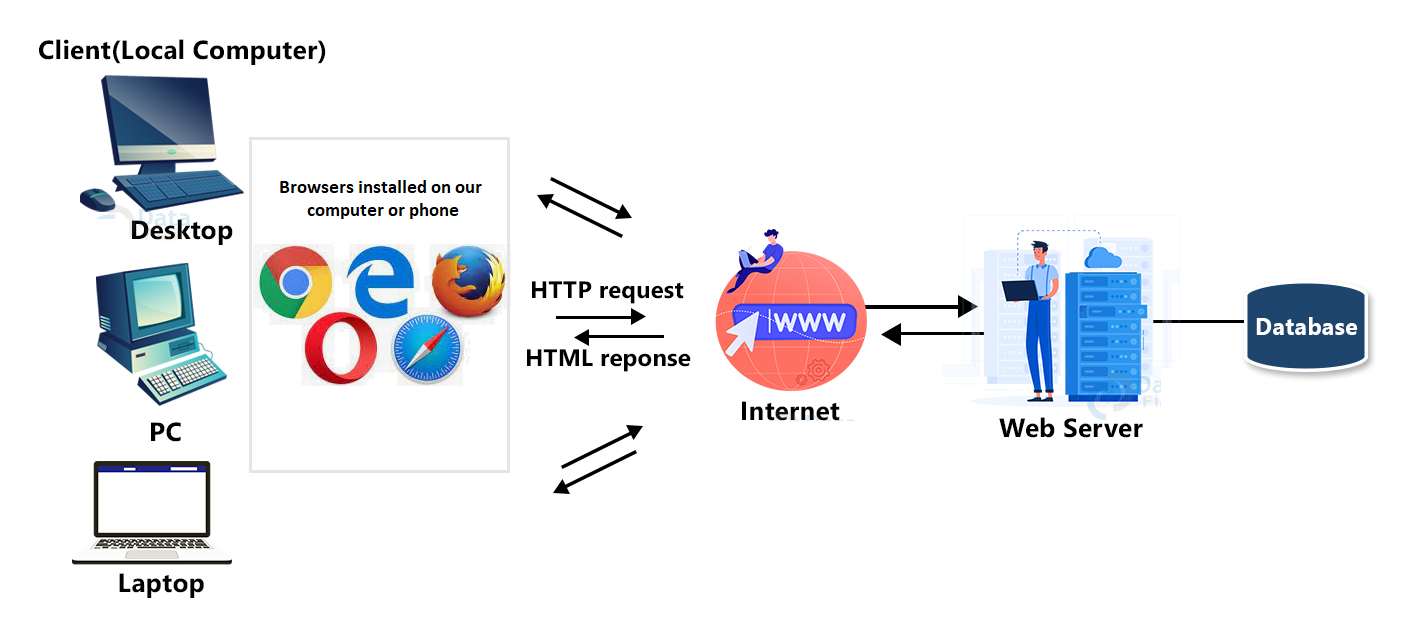 Client(Local Computer)
Data
Desktop
PC
Laptop
Browsers installed on our
computer or phone
HTTP request
HTML reponse
WWW
Internet
Web Server
Database